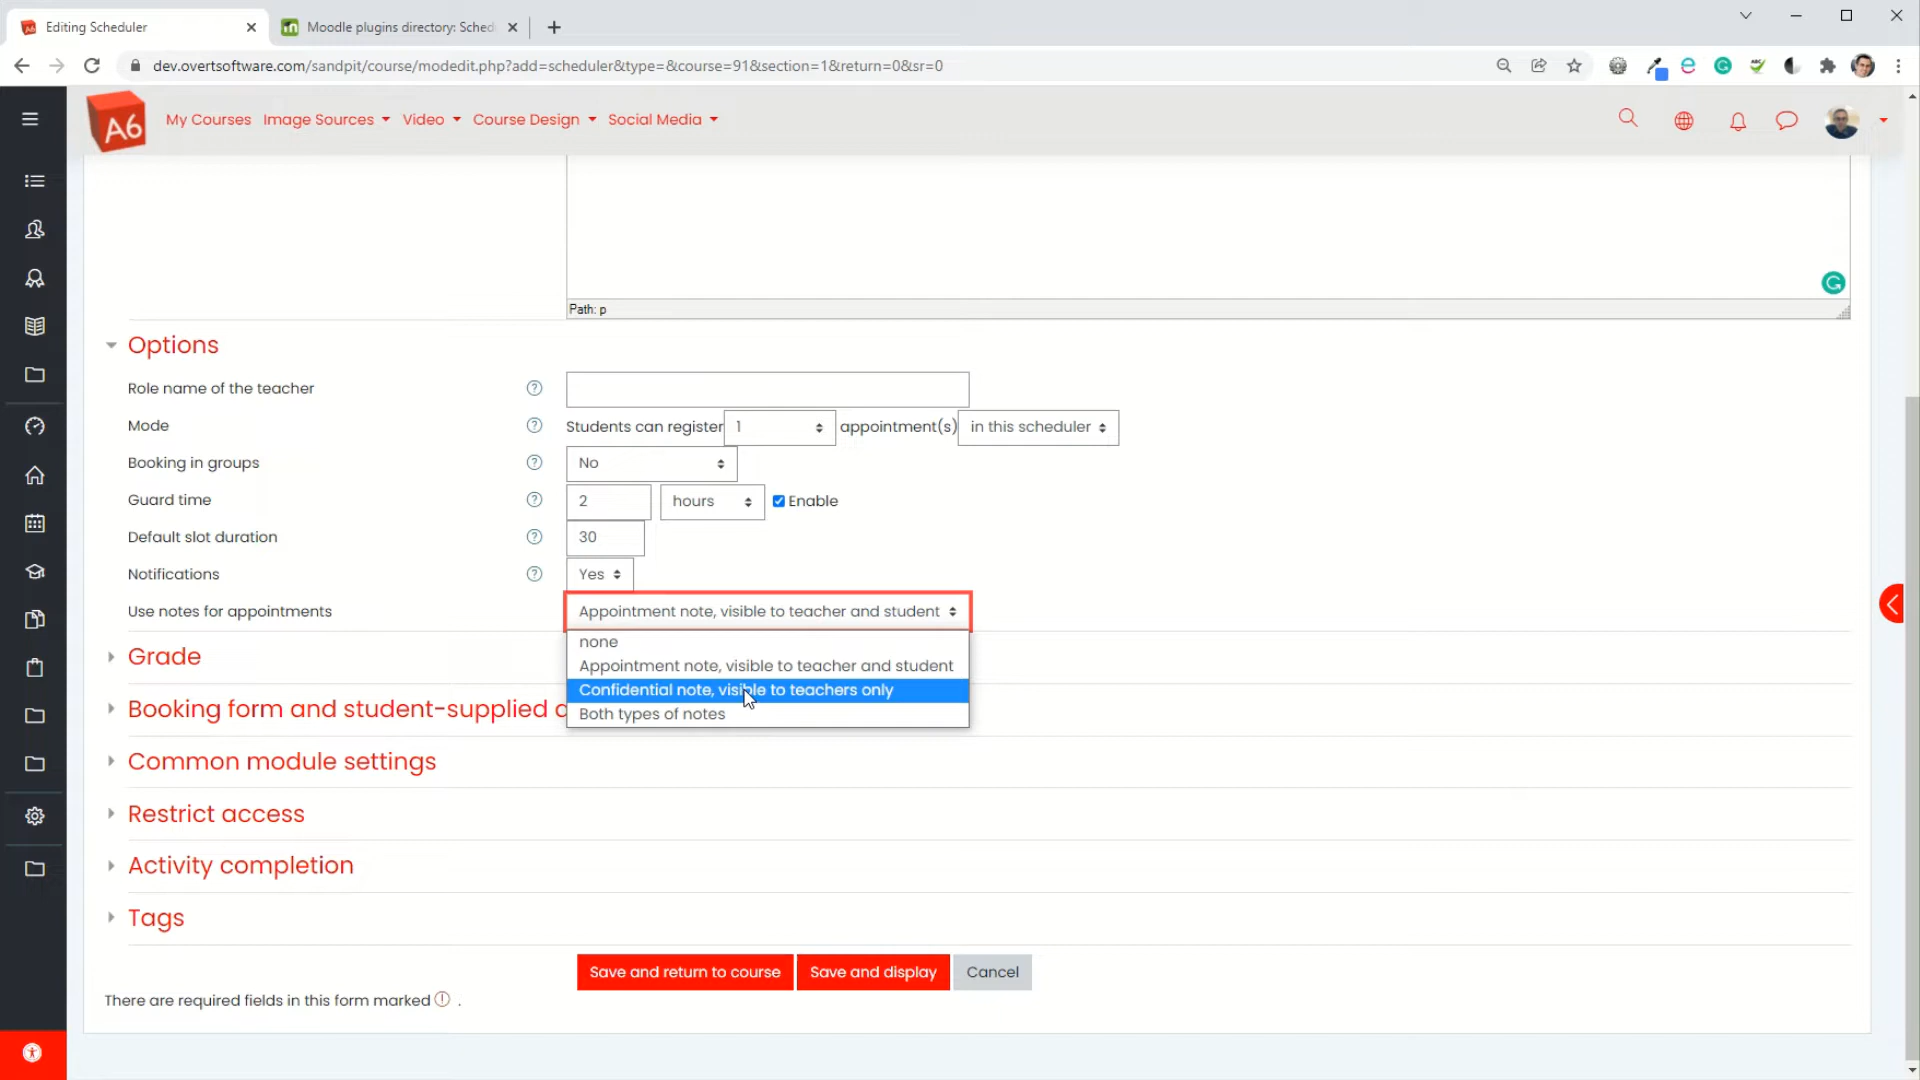 Editing Scheduler
Moodle plugins directory: Sched
dev.overtsoftware.com/sandpit/course/modedit.php?add=scheduler&type=&course=91&section=1&return=0&sr=0
A6
My Courses Image Sources Video Course Design Social Media
Path: p
Options
Role name of the teacher
Mode Students can register 1 appointment(s) in this scheduler
Booking in groups No
Guard time 2 hours Enable
Default slot duration 30
Notifications Yes
Use notes for appointments Appointment note, visible to teacher and student
none
Appointment note, visible to teacher and student
Confidential note, visible to teachers only
Both types of notes
Grade
Booking form and student-supplied
Common module settings
Restrict access
Activity completion
Tags
Save and return to course Save and display Cancel
There are required fields in this form marked .